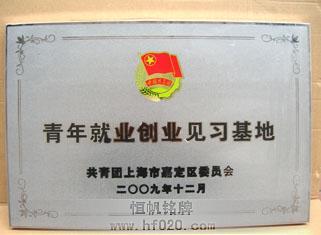 青年就业创业见习基地
共青团上海市嘉定区委员会
二〇〇九年十二月
恒帆铭牌
www.hf020.com